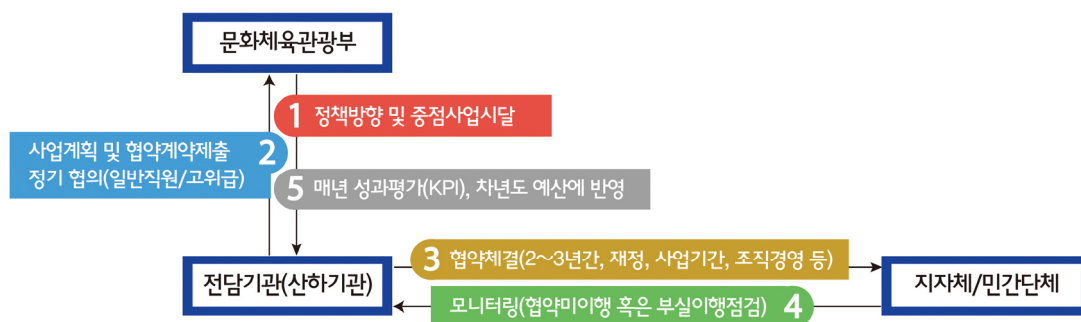 문화체육관광부
1 정책방향 및 중점사업시달
사업계획 및 협약계약제출
정기 협의(일반직원/고위급)
2
5 매년 성과평가(KPI), 차년도 예산에 반영
전담기관(산하기관)
3 협약체결(2~3년간, 재정, 사업기간, 조직경영 등)
지자체/민간단체
모니터링(협약미이행 혹은 부실이행점검) 4